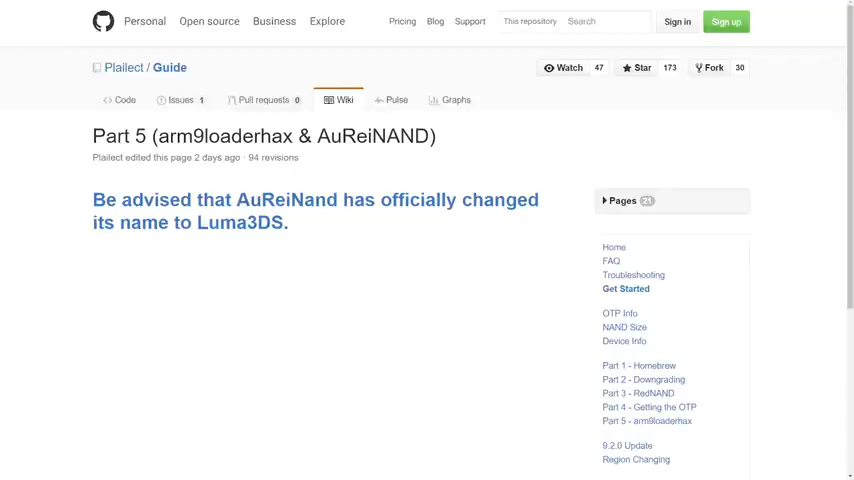 Personal Open source Business Explore Pricing Blog Support This repository Search Sign in Sign up
Plailect / Guide Watch 47 Star 173 Fork 30
Code Issues 1 Pull requests 0 Wiki Pulse Graphs
Part 5 (arm9loaderhax & AuReiNAND)
Plailect edited this page 2 days ago · 94 revisions
Be advised that AuReiNand has officially changed
its name to Luma3DS.
Pages 21
Home
FAQ
Troubleshooting
Get Started
OTP Info
NAND Size
Device Info
Part 1 - Homebrew
Part 2 - Downgrading
Part 3 - RedNAND
Part 4 - Getting the OTP
Part 5 - arm9loaderhax
9.2.0 Update
Region Changing